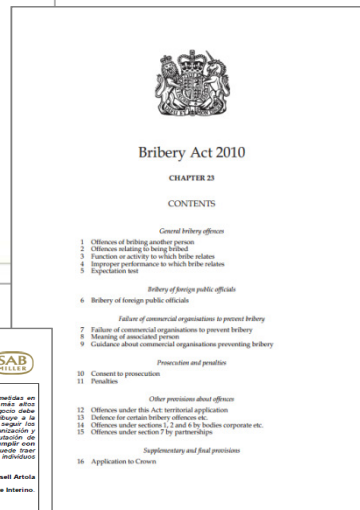 Bribery Act 2010
CHAPTER 23
CONTENTS
General bribery offences
1 Offences of bribing another person
2 Offences relating to being bribed
3 Function or activity to which bribe relates
4 Improper performance to which bribe relates
5 Expectation test
Bribery of foreign public officials
6 Bribery of foreign public officials
Failure of commercial organisations to prevent bribery
7 Failure of commercial organisations to prevent bribery
8 Meaning of associated person
9 Guidance about commercial organisations preventing bribery
Prosecution and penalties
10 Consent to prosecution
11 Penalties
Other provisions about offences
12 Offences under this Act: territorial application
13 Defence for certain bribery offences etc.
14 Offences under sections 1, 2 and 6 by bodies corporate etc.
15 Offences under section 7 by partnerships
Supplementary and final provisions
16 Application to Crown
SAB
MILLER
metidas en
más altos
gocio debe
ibuye a la
seguir los
anización y
utación de
mplir con
uede traer
individuos
sell Artola
e Interino.